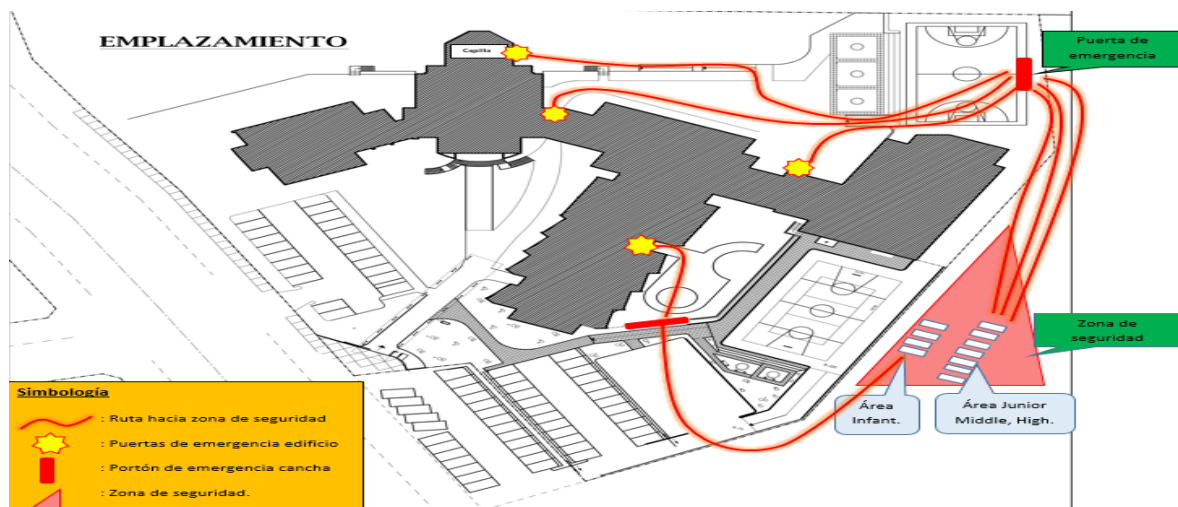 EMPLAZAMIENTO
Capilla
Puerta de
emergencia
Zona de
seguridad
Área
Infant.
Área Junior
Middle, High.
Simbología
: Ruta hacia zona de seguridad
: Puertas de emergencia edificio
: Portón de emergencia cancha
: Zona de seguridad.